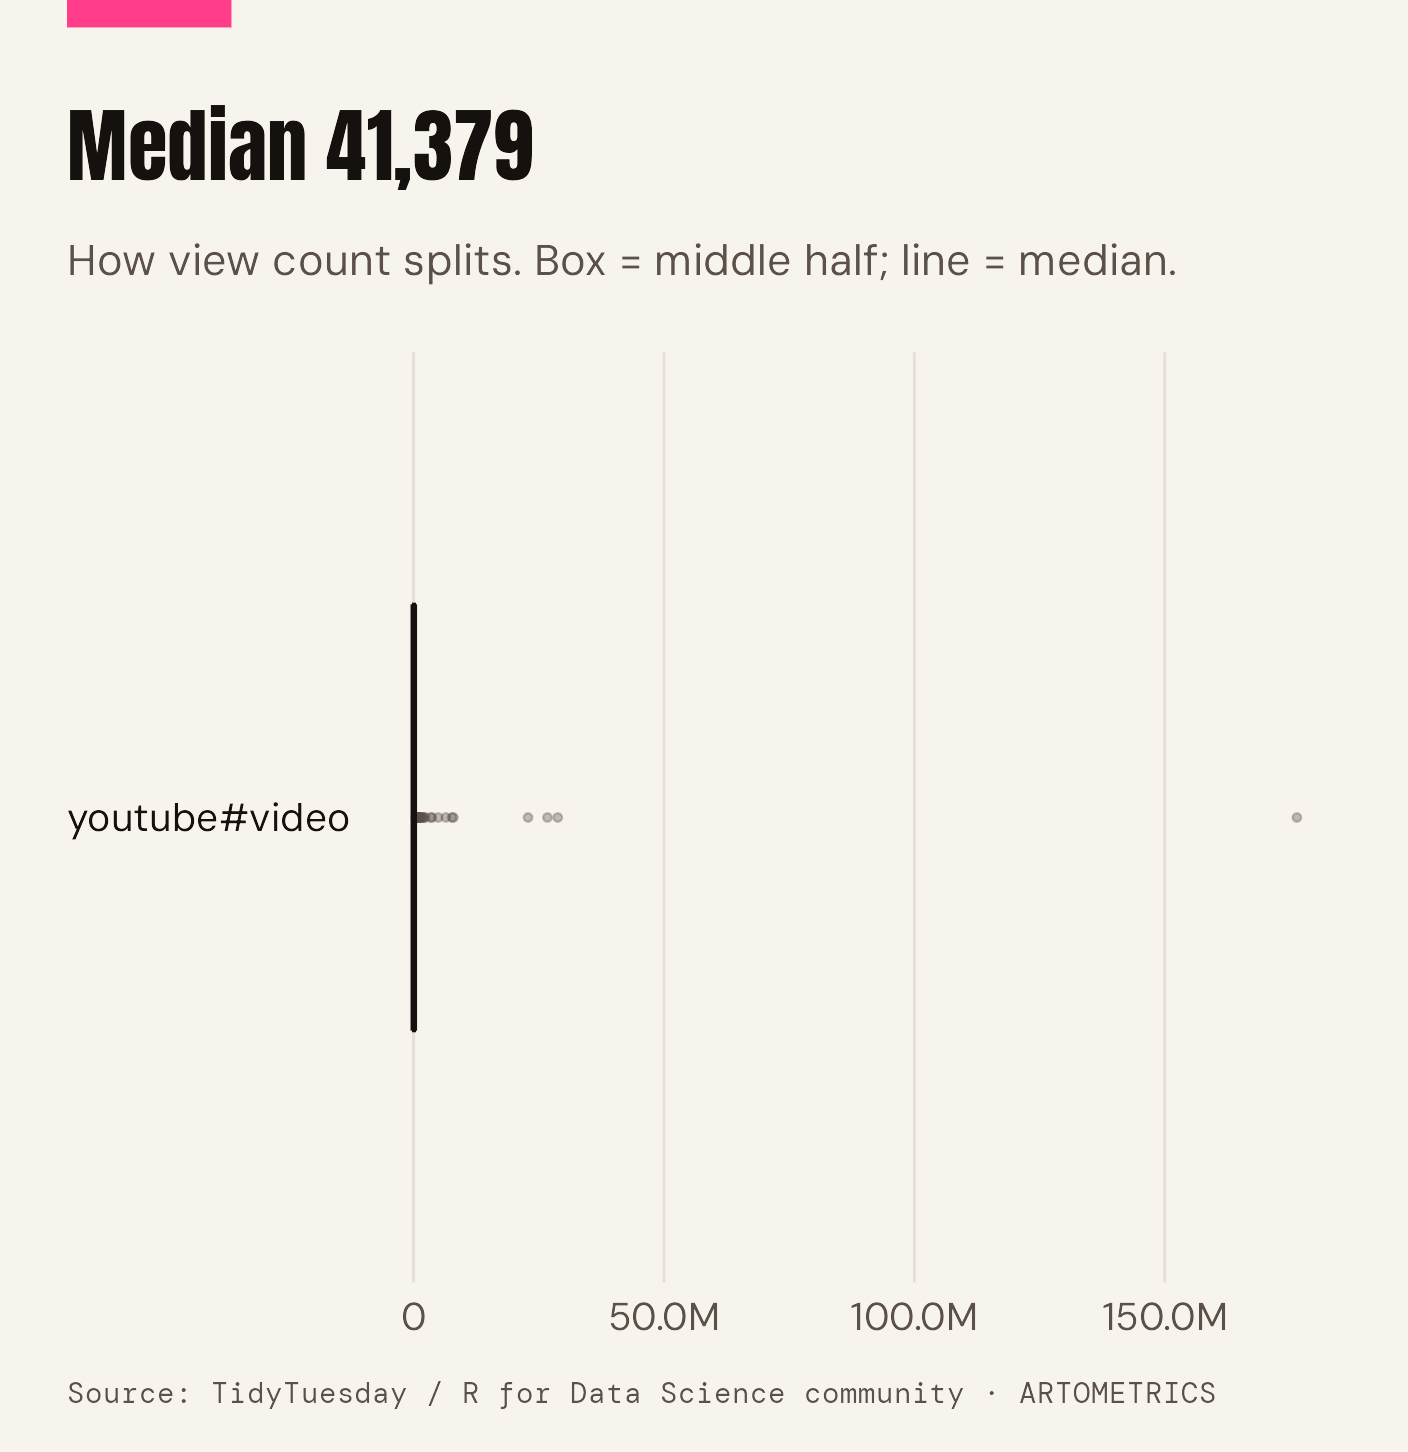 Median 41,379
How view count splits. Box = middle half; line = median.
youtube#video
0 50.0M 100.0M 150.0M
Source: TidyTuesday / R for Data Science community · ARTOMETRICS